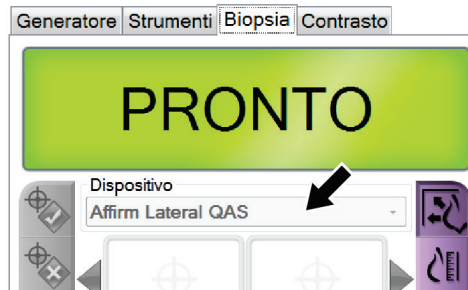 Generatore Strumenti Biopsia Contrasto
PRONTO
Dispositivo
Affirm Lateral QAS